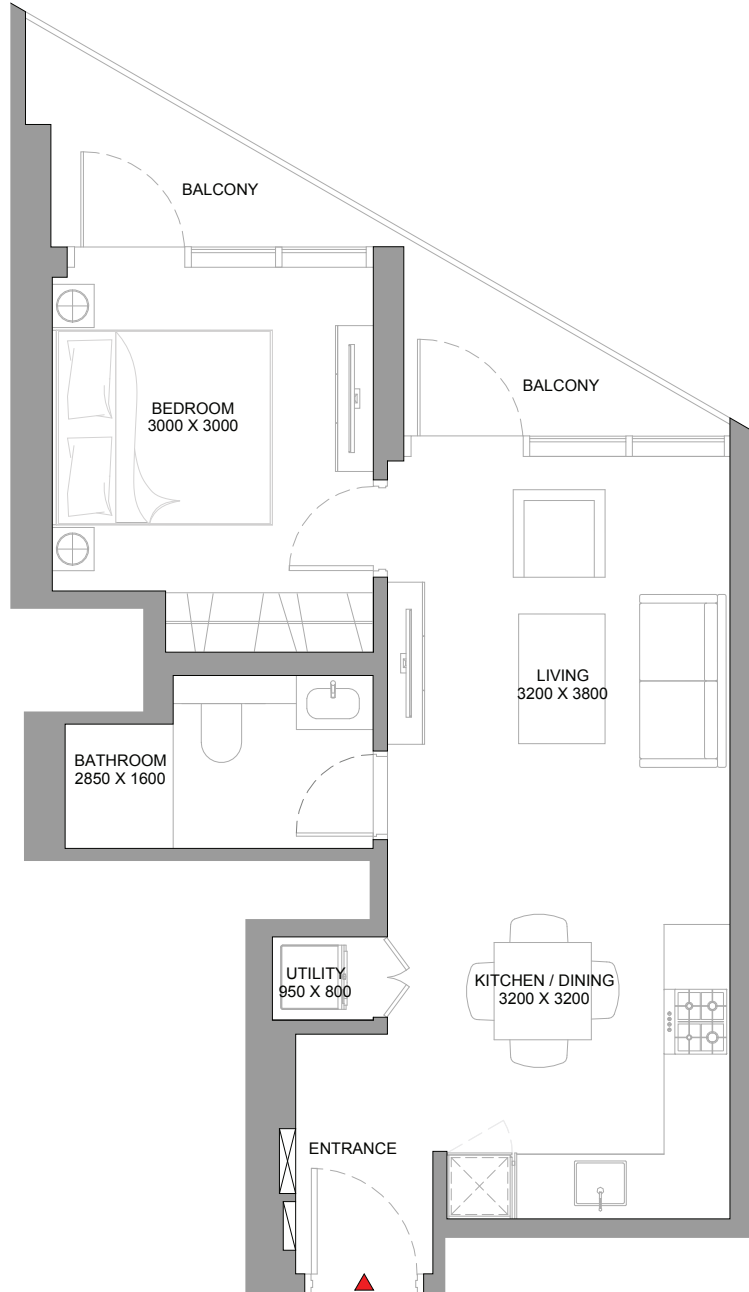 BALCONY
BALCONY
BEDROOM
3000 X 3000
LIVING
3200 X 3800
BATHROOM
2850 X 1600
UTILITY
950 X 800
KITCHEN / DINING
3200 X 3200
ENTRANCE